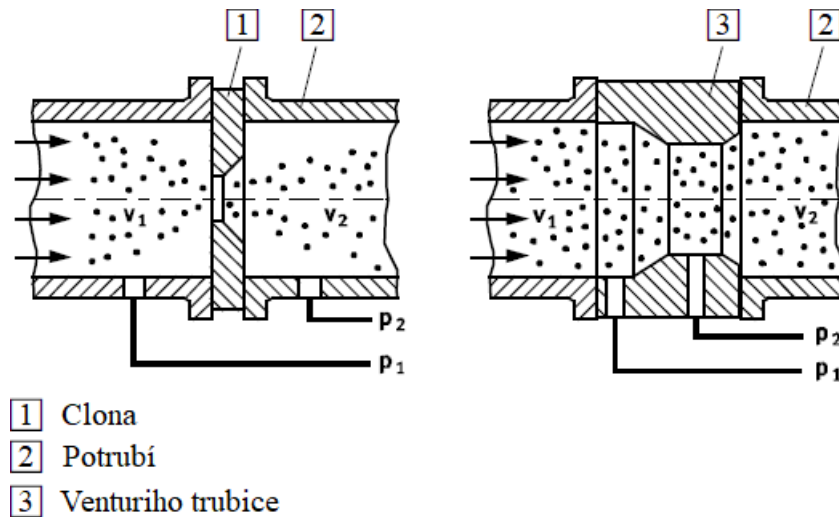 1 2 3 2
v₁ v₂ v₁ v₂
p₂ p₂
p₁ p₁
1 Clona
2 Potrubí
3 Venturiho trubice